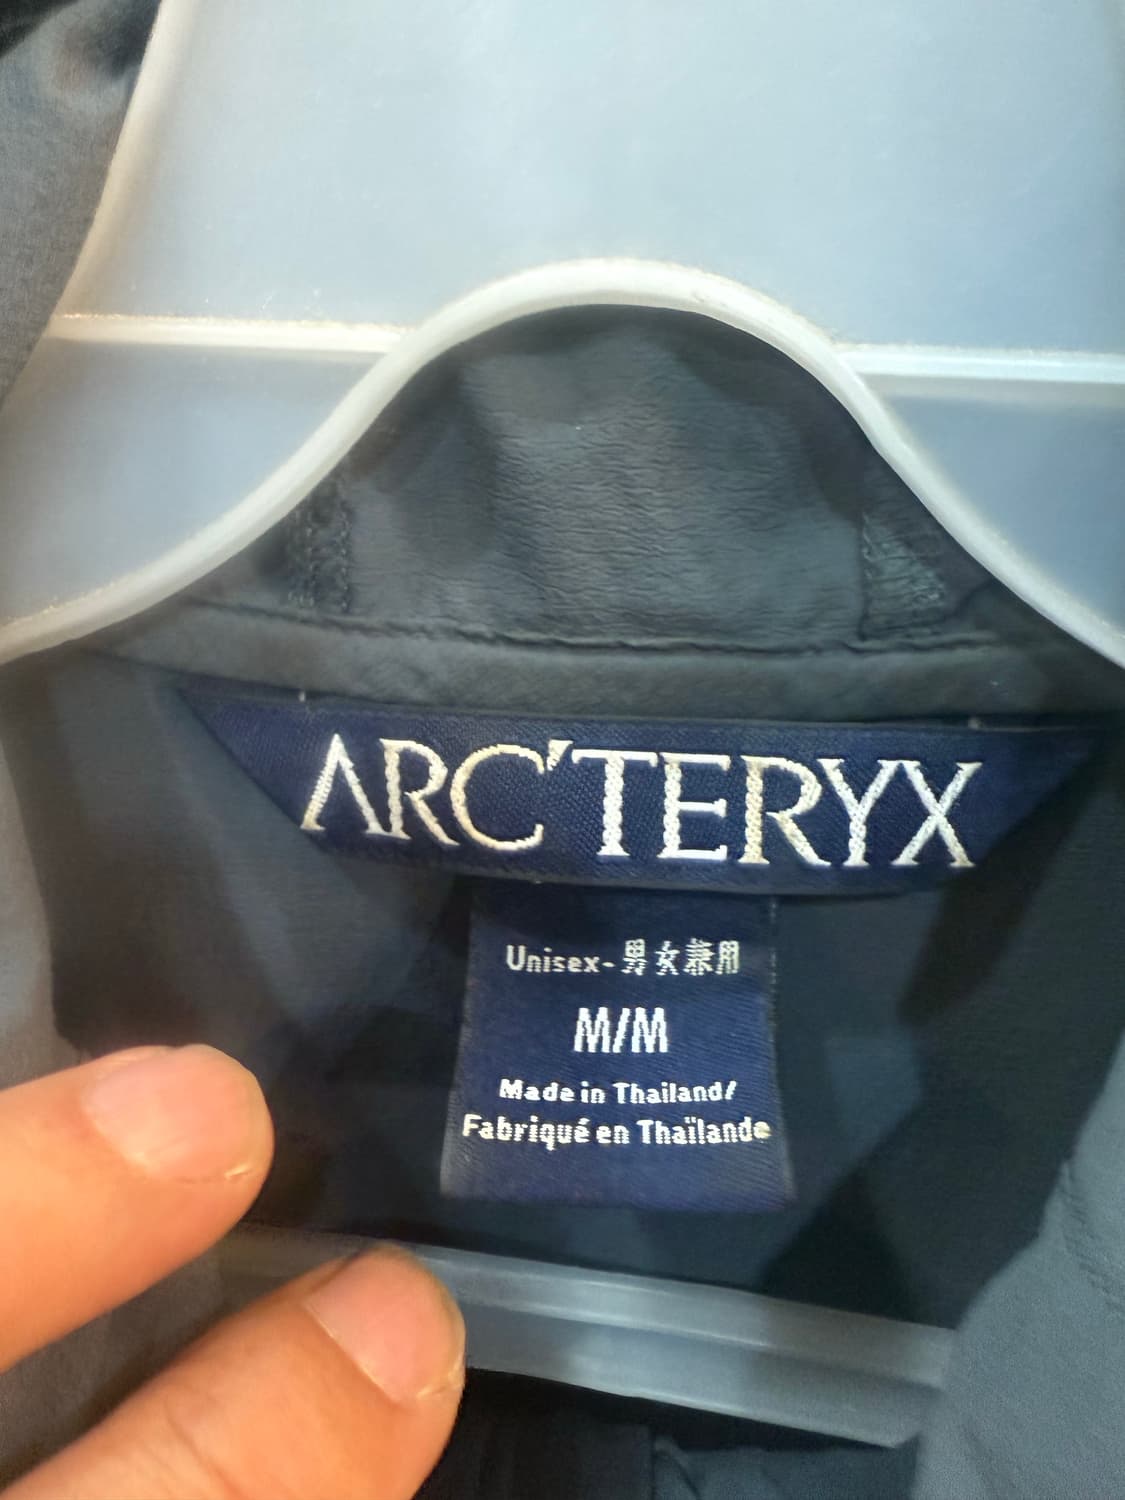 ARC'TERYX
Unisex-男女兼用
M/M
Made in Thailand/
Fabriqué en Thaïlande